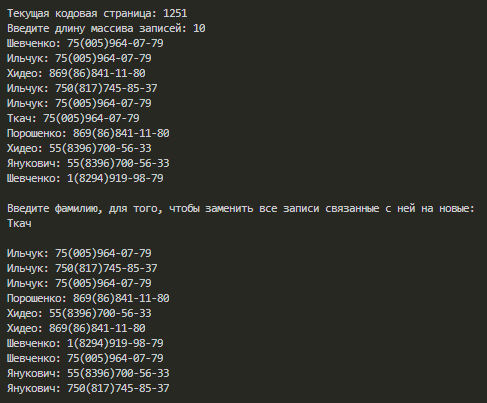 Текущая кодовая страница: 1251
Введите длину массива записей: 10
Шевченко: 75(005)964-07-79
Ильчук: 75(005)964-07-79
Хидео: 869(86)841-11-80
Ильчук: 750(817)745-85-37
Ильчук: 75(005)964-07-79
Ткач: 75(005)964-07-79
Порошенко: 869(86)841-11-80
Хидео: 55(8396)700-56-33
Янукович: 55(8396)700-56-33
Шевченко: 1(8294)919-98-79
Введите фамилию, для того, чтобы заменить все записи связанные с ней на новые:
Ткач
Ильчук: 75(005)964-07-79
Ильчук: 750(817)745-85-37
Ильчук: 75(005)964-07-79
Порошенко: 869(86)841-11-80
Хидео: 55(8396)700-56-33
Хидео: 869(86)841-11-80
Шевченко: 1(8294)919-98-79
Шевченко: 75(005)964-07-79
Янукович: 55(8396)700-56-33
Янукович: 750(817)745-85-37